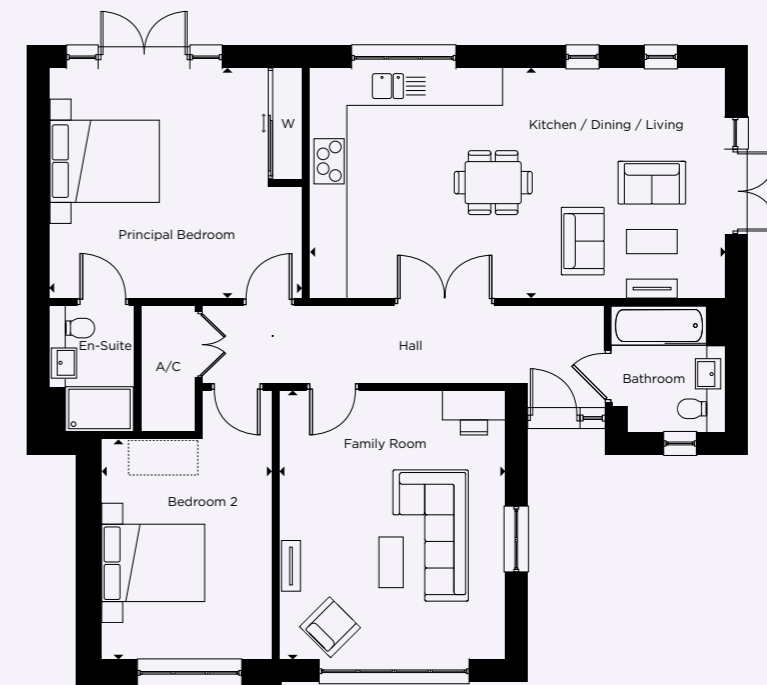 W
Kitchen / Dining / Living
Principal Bedroom
En-Suite
A/C
Hall
Bathroom
Family Room
Bedroom 2